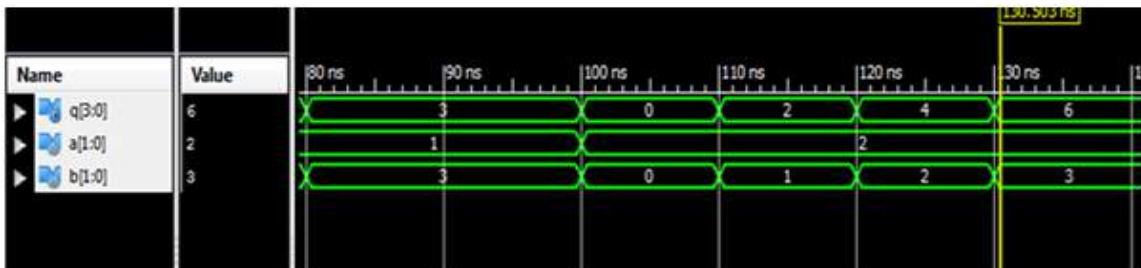 130.503 ns
Name Value 80 ns 90 ns 100 ns 110 ns 120 ns 30 ns 1
q[3:0] 6 3 0 2 4 6
a[1:0] 2 1 2
b[1:0] 3 3 0 1 2 3